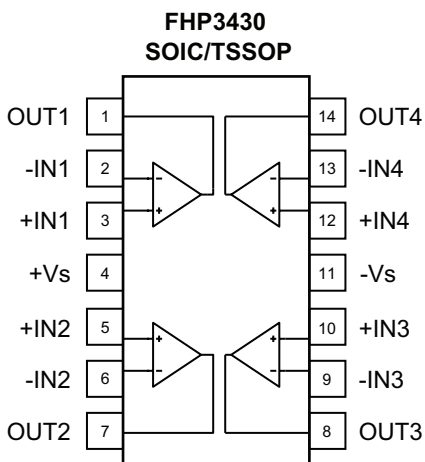 FHP3430
SOIC/TSSOP
OUT1 1 14 OUT4
-IN1 2 - - 13 -IN4
+IN1 3 + + 12 +IN4
+Vs 4 11 -Vs
+IN2 5 + + 10 +IN3
-IN2 6 - - 9 -IN3
OUT2 7 8 OUT3